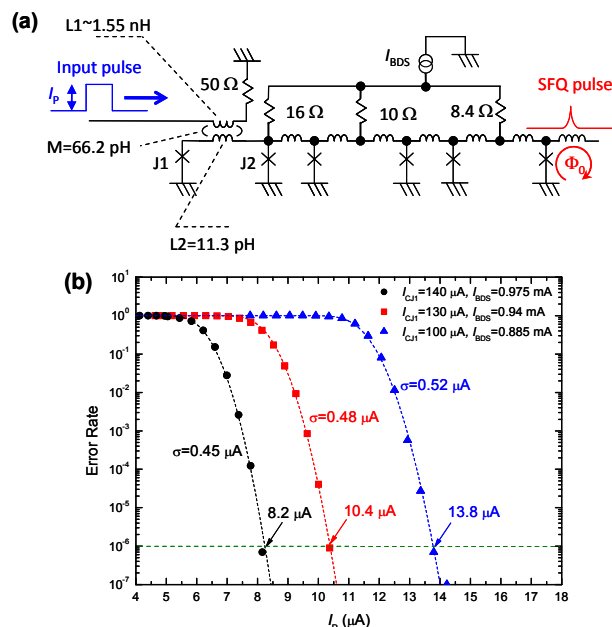 (a)
L1~1.55 nH
Input pulse
I_P
50 Ω
I_BDS
SFQ pulse
16 Ω
10 Ω
8.4 Ω
M=66.2 pH
J1
J2
Φ_0
L2=11.3 pH
(b)
10^1
10^0
10^-1
10^-2
10^-3
10^-4
10^-5
10^-6
10^-7
Error Rate
I_CJ1=140 μA, I_BDS=0.975 mA
I_CJ1=130 μA, I_BDS=0.94 mA
I_CJ1=100 μA, I_BDS=0.885 mA
σ=0.52 μA
σ=0.48 μA
σ=0.45 μA
8.2 μA
10.4 μA
13.8 μA
4 5 6 7 8 9 10 11 12 13 14 15 16 17 18
I_p (μA)